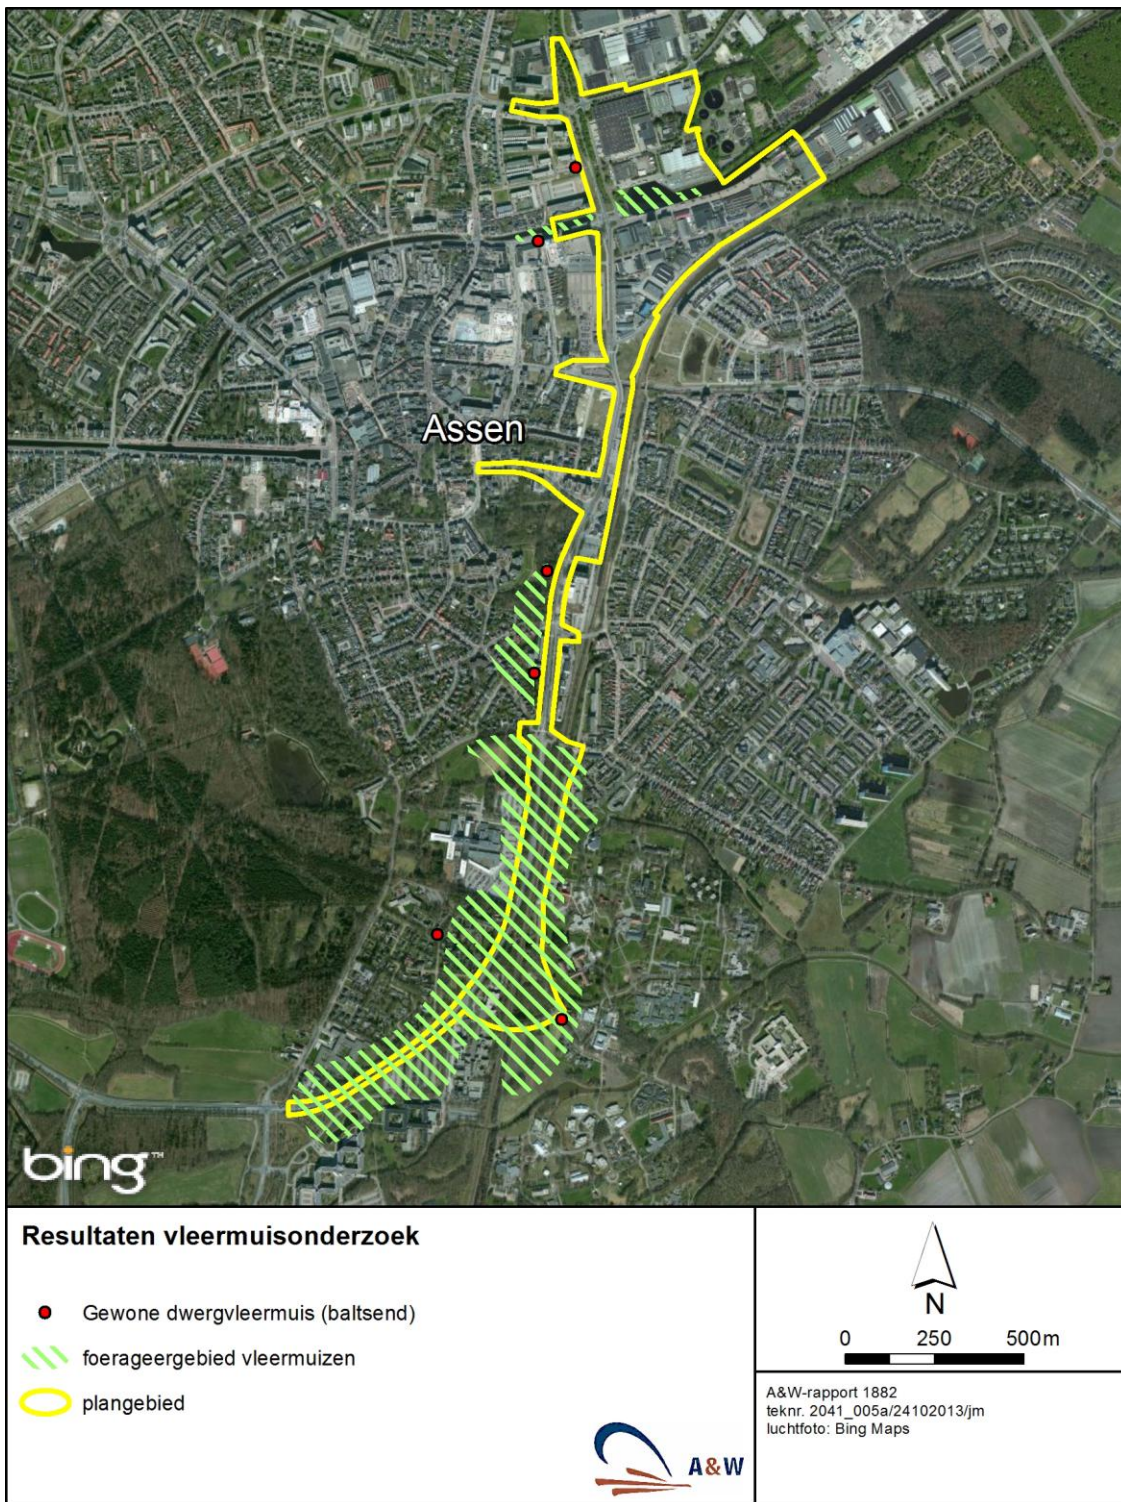 Assen
bing™
Resultaten vleermuisonderzoek
Gewone dwergvleermuis (baltsend)
foerageergebied vleermuizen
plangebied
A&W
N
0 250 500m
A&W-rapport 1882
teknr. 2041_005a/24102013/jm
luchtfoto: Bing Maps